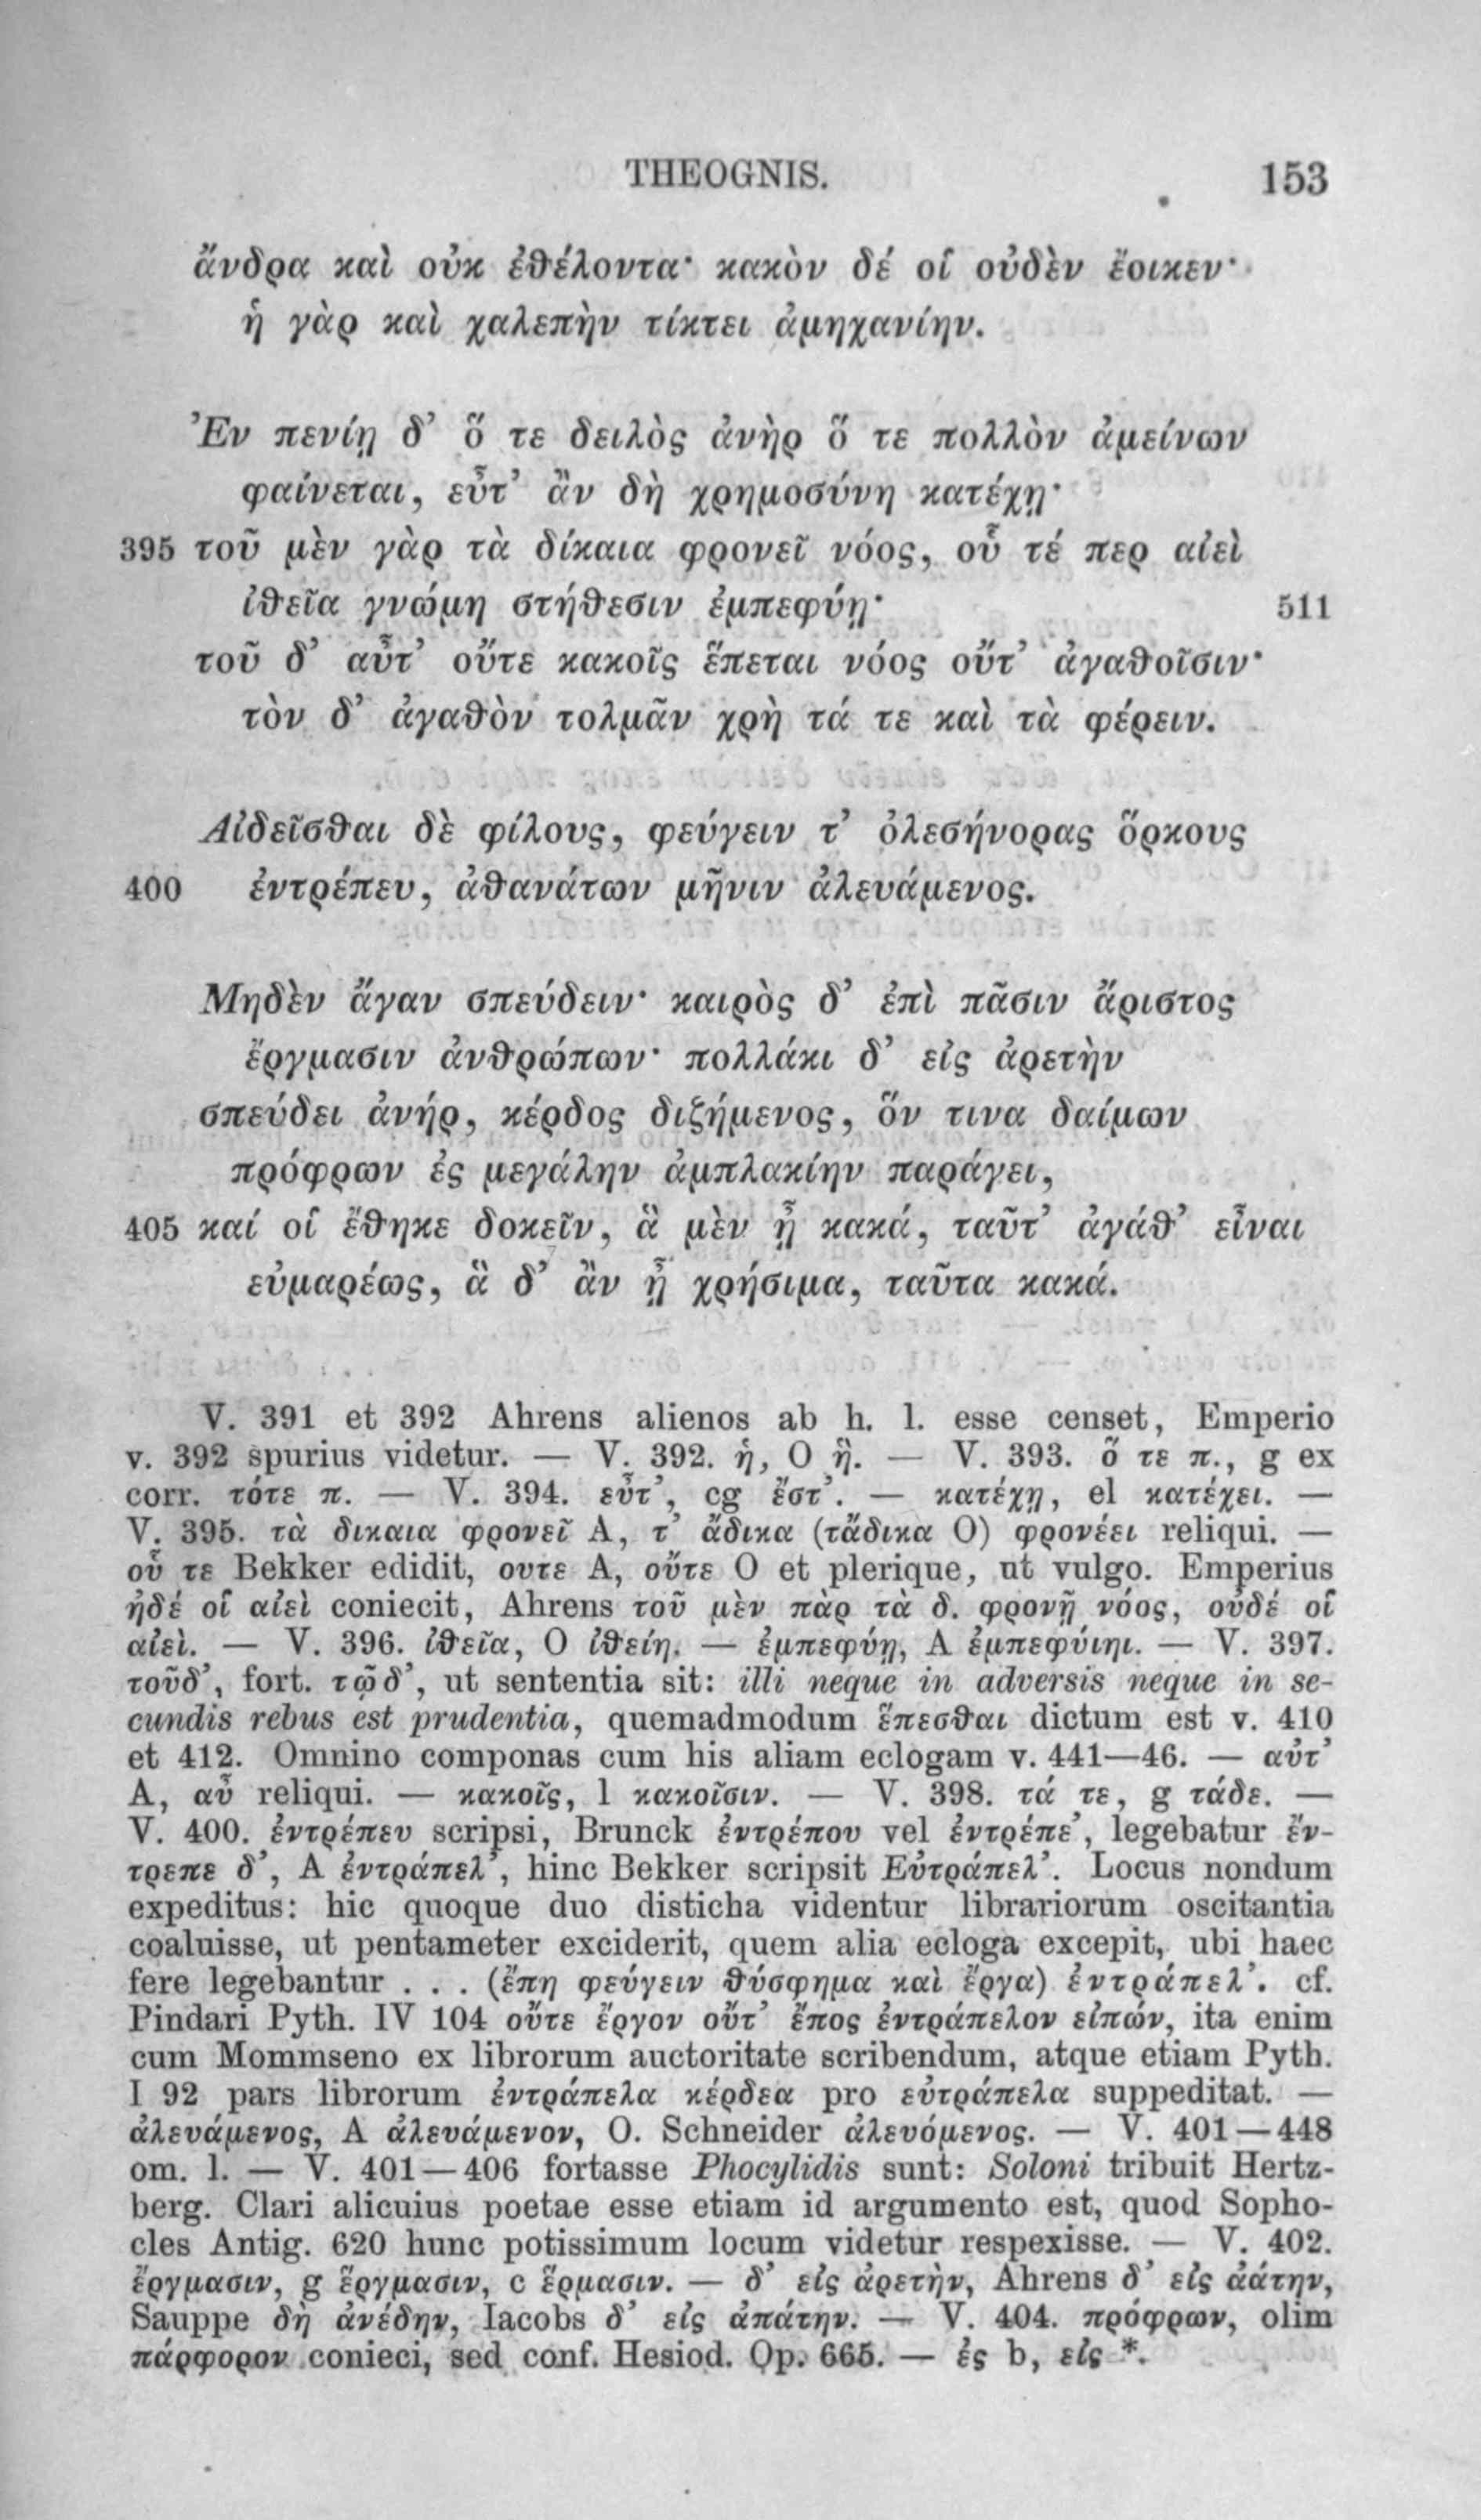 THEOGNIS. 153
ἄνδρα καὶ οὐκ ἐθέλοντα· κακὸν δέ οἱ οὐδὲν ἔοικεν·
ἡ γὰρ καὶ χαλεπὴν τίκτει ἀμηχανίην.
Ἐν πενίῃ δ’ ὅ τε δειλὸς ἀνὴρ ὅ τε πολλὸν ἀμείνων
φαίνεται, εὖτ’ ἂν δὴ χρημοσύνη κατέχῃ·
395 τοῦ μὲν γὰρ τὰ δίκαια φρονεῖ νόος, οὗ τέ περ αἰεὶ
ἰθεῖα γνώμη στήθεσιν ἐμπεφύῃ· 511
τοῦ δ’ αὖτ’ οὔτε κακοῖς ἕπεται νόος οὔτ’ ἀγαθοῖσιν·
τὸν δ’ ἀγαθὸν τολμᾶν χρὴ τά τε καὶ τὰ φέρειν.
Αἰδεῖσθαι δὲ φίλους, φεύγειν τ’ ὀλεσήνορας ὅρκους
400 ἐντρέπευ, ἀθανάτων μῆνιν ἀλευάμενος.
Μηδὲν ἄγαν σπεύδειν· καιρὸς δ’ ἐπὶ πᾶσιν ἄριστος
ἔργμασιν ἀνθρώπων· πολλάκι δ’ εἰς ἀρετὴν
σπεύδει ἀνήρ, κέρδος διζήμενος, ὅν τινα δαίμων
πρόφρων ἐς μεγάλην ἀμπλακίην παράγει,
405 καί οἱ ἔθηκε δοκεῖν, ἃ μὲν ᾖ κακά, ταῦτ’ ἀγάθ’ εἶναι
εὐμαρέως, ἃ δ’ ἂν ᾖ χρήσιμα, ταῦτα κακά.
V. 391 et 392 Ahrens alienos ab h. l. esse censet, Emperio
v. 392 spurius videtur. — V. 392. ἡ, O ἢ. — V. 393. ὅ τε π., g ex
corr. τότε π. — V. 394. εὖτ’, cg ἔστ’. — κατέχῃ, el κατέχει. —
V. 395. τὰ δικαια φρονεῖ A, τ’ ἄδικα (τἄδικα O) φρονέει reliqui. —
οὗ τε Bekker edidit, ουτε A, οὔτε O et plerique, ut vulgo. Emperius
ἠδέ οἱ αἰεὶ coniecit, Ahrens τοῦ μὲν πὰρ τὰ δ. φρονῇ νόος, οὐδέ οἱ
αἰεὶ. — V. 396. ἰθεῖα, O ἰθείη. — ἐμπεφύῃ, A ἐμπεφύιηι. — V. 397.
τοῦδ’, fort. τῷδ’, ut sententia sit: illi neque in adversis neque in se-
cundis rebus est prudentia, quemadmodum ἕπεσθαι dictum est v. 410
et 412. Omnino componas cum his aliam eclogam v. 441—46. — αὖτ’
A, αὖ reliqui. — κακοῖς, l κακοῖσιν. — V. 398. τά τε, g τάδε. —
V. 400. ἐντρέπευ scripsi, Brunck ἐντρέπου vel ἐντρέπε’, legebatur ἔν-
τρεπε δ’, A ἐντράπελ’, hinc Bekker scripsit Εὐτράπελ’. Locus nondum
expeditus: hic quoque duo disticha videntur librariorum oscitantia
coaluisse, ut pentameter exciderit, quem alia ecloga excepit, ubi haec
fere legebantur . . . (ἔπη φεύγειν θύσφημα καὶ ἔργα) ἐντράπελ’. cf.
Pindari Pyth. IV 104 οὔτε ἔργον οὔτ’ ἔπος ἐντράπελον εἰπών, ita enim
cum Mommseno ex librorum auctoritate scribendum, atque etiam Pyth.
I 92 pars librorum ἐντράπελα κέρδεα pro εὐτράπελα suppeditat. —
ἀλευάμενος, A ἀλευάμενον, O. Schneider ἀλευόμενος. — V. 401—448
om. l. — V. 401—406 fortasse Phocylidis sunt: Soloni tribuit Hertz-
berg. Clari alicuius poetae esse etiam id argumento est, quod Sopho-
cles Antig. 620 hunc potissimum locum videtur respexisse. — V. 402.
ἔργμασιν, g ἕργμασιν, c ἕρμασιν. — δ’ εἰς ἀρετὴν, Ahrens δ’ εἰς ἀάτην,
Sauppe δὴ ἀνέδην, Iacobs δ’ εἰς ἀπάτην. — V. 404. πρόφρων, olim
πάρφορον conieci, sed conf. Hesiod. Op. 665. — ἐς b, εἰς *.